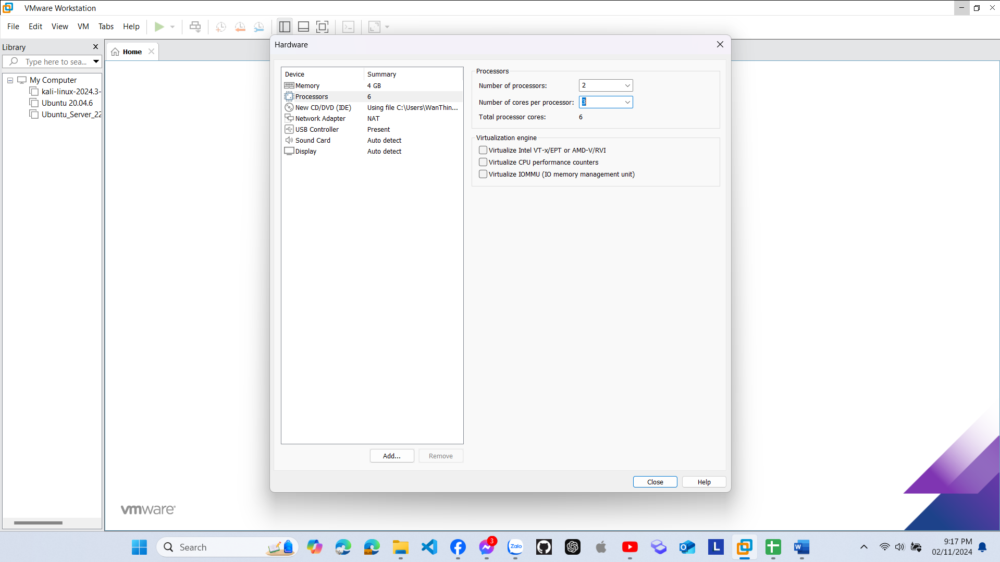 VMware Workstation
File Edit View VM Tabs Help
Library
Type here to sea...
My Computer
kali-linux-2024.3-
Ubuntu 20.04.6
Ubuntu_Server_22
Home
Hardware
Device Summary
Memory 4 GB
Processors 6
New CD/DVD (IDE) Using file C:\Users\WanThin...
Network Adapter NAT
USB Controller Present
Sound Card Auto detect
Display Auto detect
Add... Remove
Processors
Number of processors: 2
Number of cores per processor: 3
Total processor cores: 6
Virtualization engine
Virtualize Intel VT-x/EPT or AMD-V/RVI
Virtualize CPU performance counters
Virtualize IOMMU (IO memory management unit)
Close Help
vmware
Search
3
Zalo
L
W
9:17 PM
02/11/2024